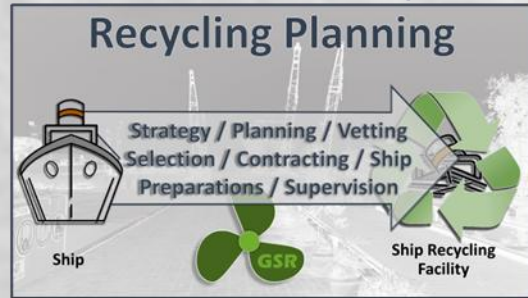 Recycling Planning
Strategy / Planning / Vetting
Selection / Contracting / Ship
Preparations / Supervision
Ship
GSR
Ship Recycling
Facility